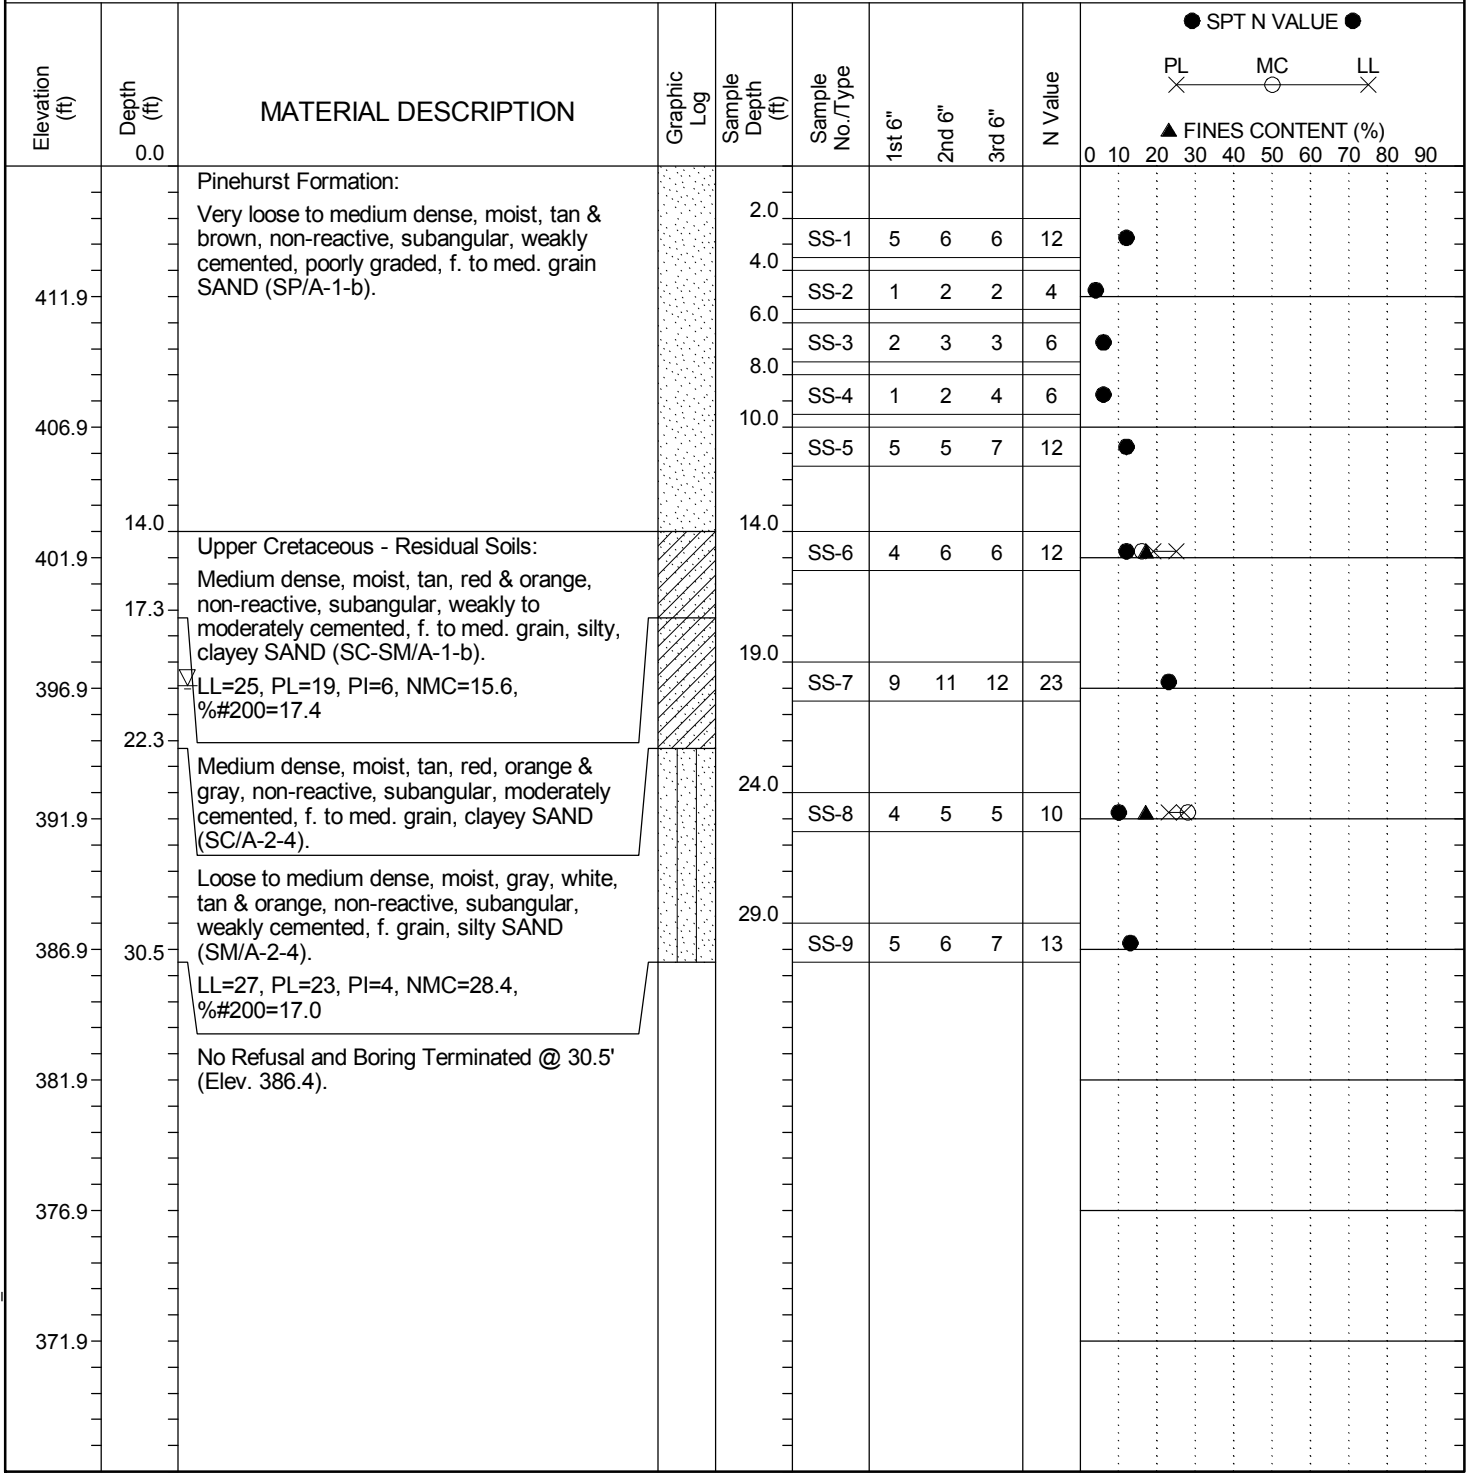 ● SPT N VALUE ●
PL MC LL
▲ FINES CONTENT (%)
0 10 20 30 40 50 60 70 80 90
Elevation (ft)
Depth (ft)
0.0
MATERIAL DESCRIPTION
Graphic Log
Sample Depth (ft)
Sample No./Type
1st 6"
2nd 6"
3rd 6"
N Value
Pinehurst Formation:
Very loose to medium dense, moist, tan &
brown, non-reactive, subangular, weakly
cemented, poorly graded, f. to med. grain
SAND (SP/A-1-b).
2.0
SS-1 5 6 6 12
4.0
411.9
SS-2 1 2 2 4
6.0
SS-3 2 3 3 6
8.0
SS-4 1 2 4 6
10.0
406.9
SS-5 5 5 7 12
14.0
14.0
Upper Cretaceous - Residual Soils:
401.9
SS-6 4 6 6 12
Medium dense, moist, tan, red & orange,
17.3
non-reactive, subangular, weakly to
moderately cemented, f. to med. grain, silty,
clayey SAND (SC-SM/A-1-b).
19.0
396.9
LL=25, PL=19, PI=6, NMC=15.6,
%#200=17.4
SS-7 9 11 12 23
22.3
Medium dense, moist, tan, red, orange &
gray, non-reactive, subangular, moderately
cemented, f. to med. grain, clayey SAND
(SC/A-2-4).
24.0
391.9
SS-8 4 5 5 10
Loose to medium dense, moist, gray, white,
tan & orange, non-reactive, subangular,
weakly cemented, f. grain, silty SAND
(SM/A-2-4).
29.0
386.9
30.5
SS-9 5 6 7 13
LL=27, PL=23, PI=4, NMC=28.4,
%#200=17.0
No Refusal and Boring Terminated @ 30.5'
(Elev. 386.4).
381.9
376.9
371.9